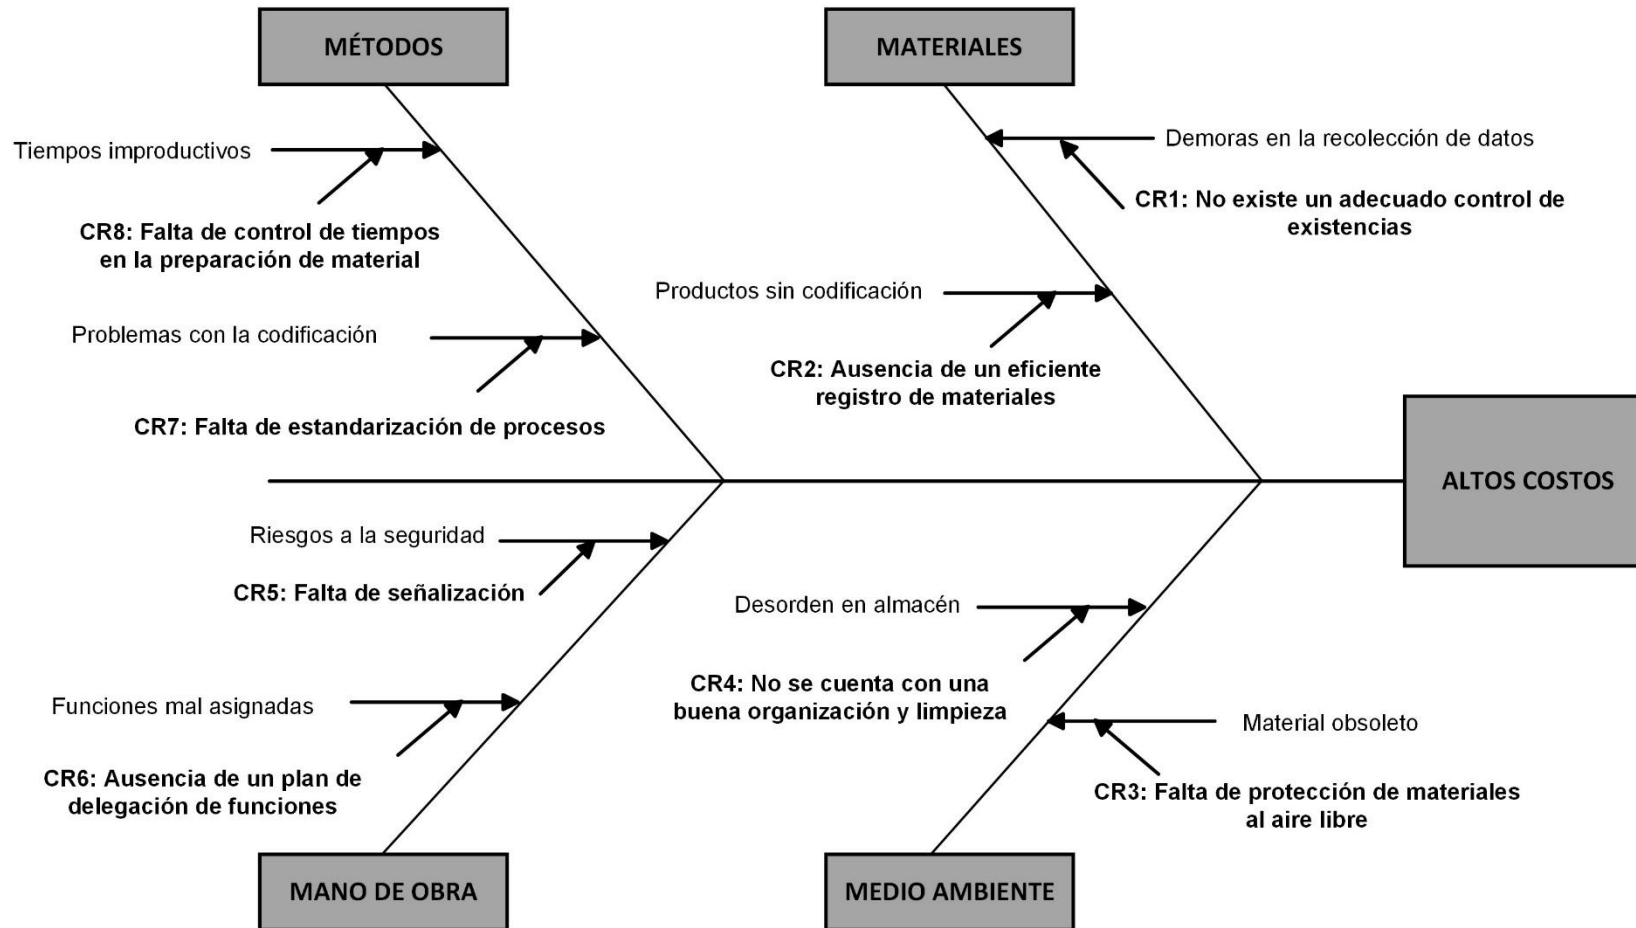 MÉTODOS
MATERIALES
Tiempos improductivos
Demoras en la recolección de datos
CR8: Falta de control de tiempos
en la preparación de material
CR1: No existe un adecuado control de
existencias
Problemas con la codificación
Productos sin codificación
CR7: Falta de estandarización de procesos
CR2: Ausencia de un eficiente
registro de materiales
ALTOS COSTOS
Riesgos a la seguridad
CR5: Falta de señalización
Desorden en almacén
CR4: No se cuenta con una
buena organización y limpieza
Funciones mal asignadas
CR6: Ausencia de un plan de
delegación de funciones
Material obsoleto
CR3: Falta de protección de materiales
al aire libre
MANO DE OBRA
MEDIO AMBIENTE